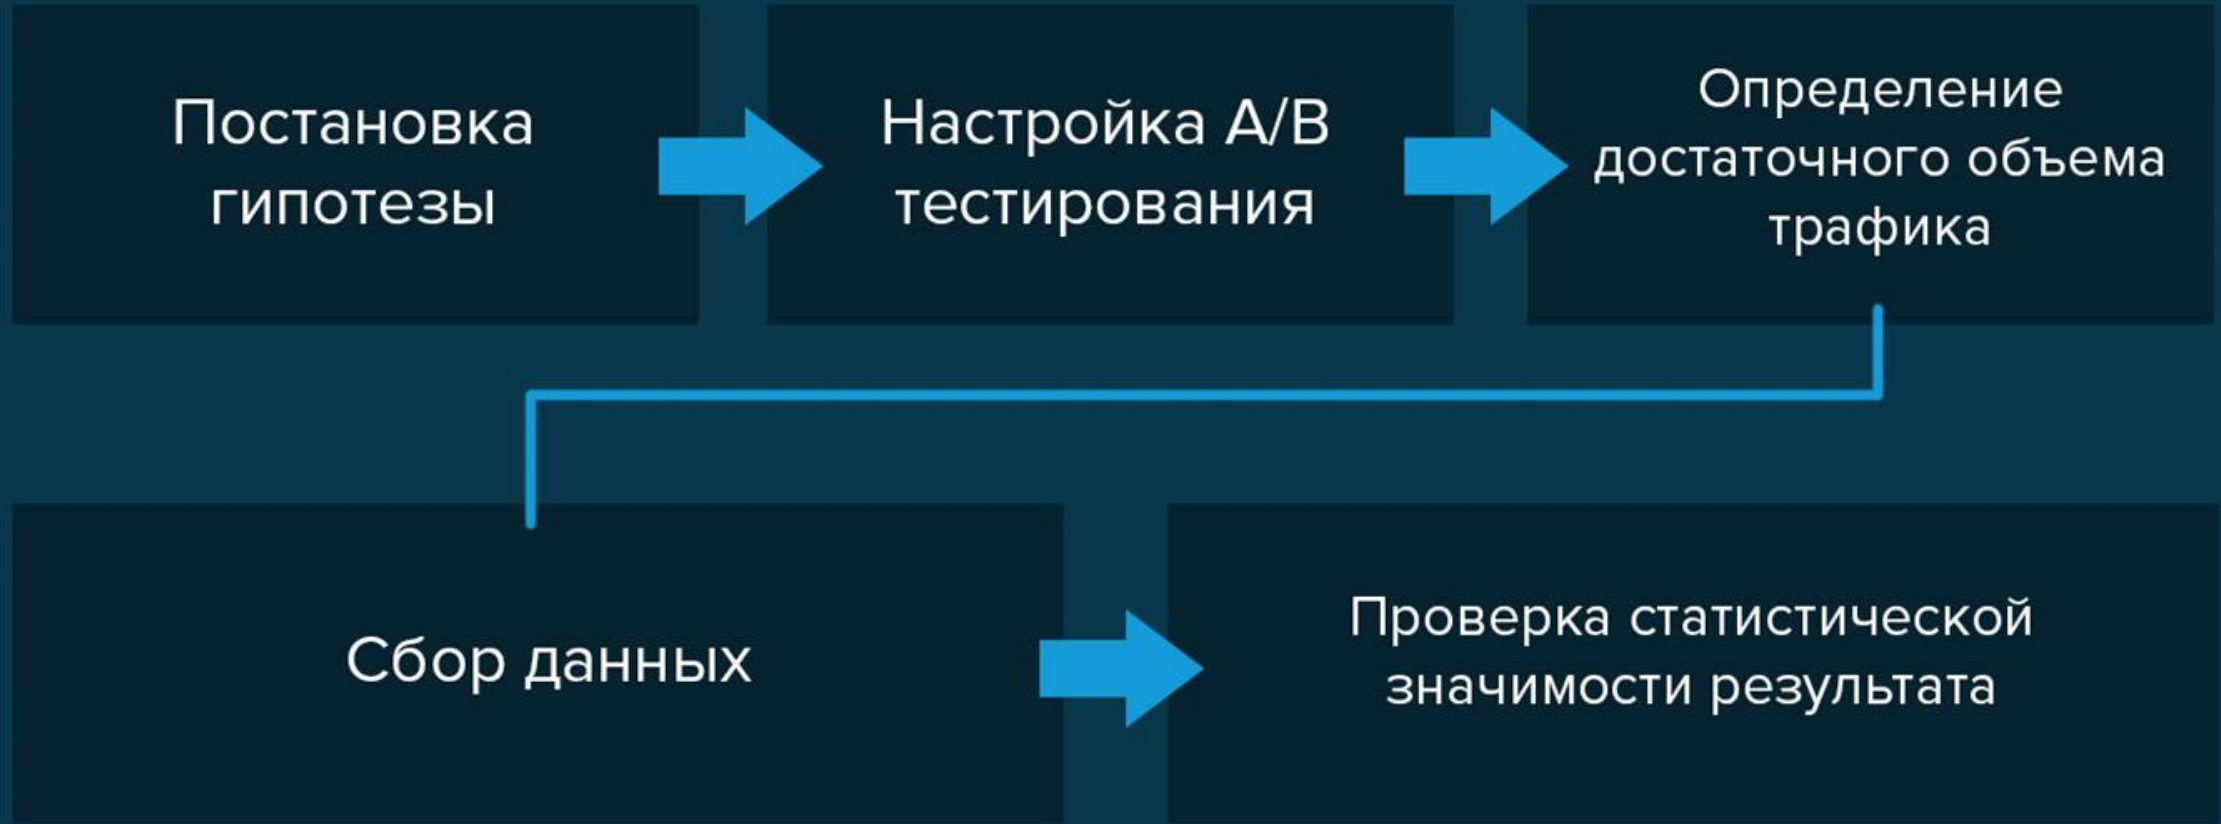 Постановка
гипотезы
Настройка A/B
тестирования
Определение
достаточного объема
трафика
Сбор данных
Проверка статистической
значимости результата